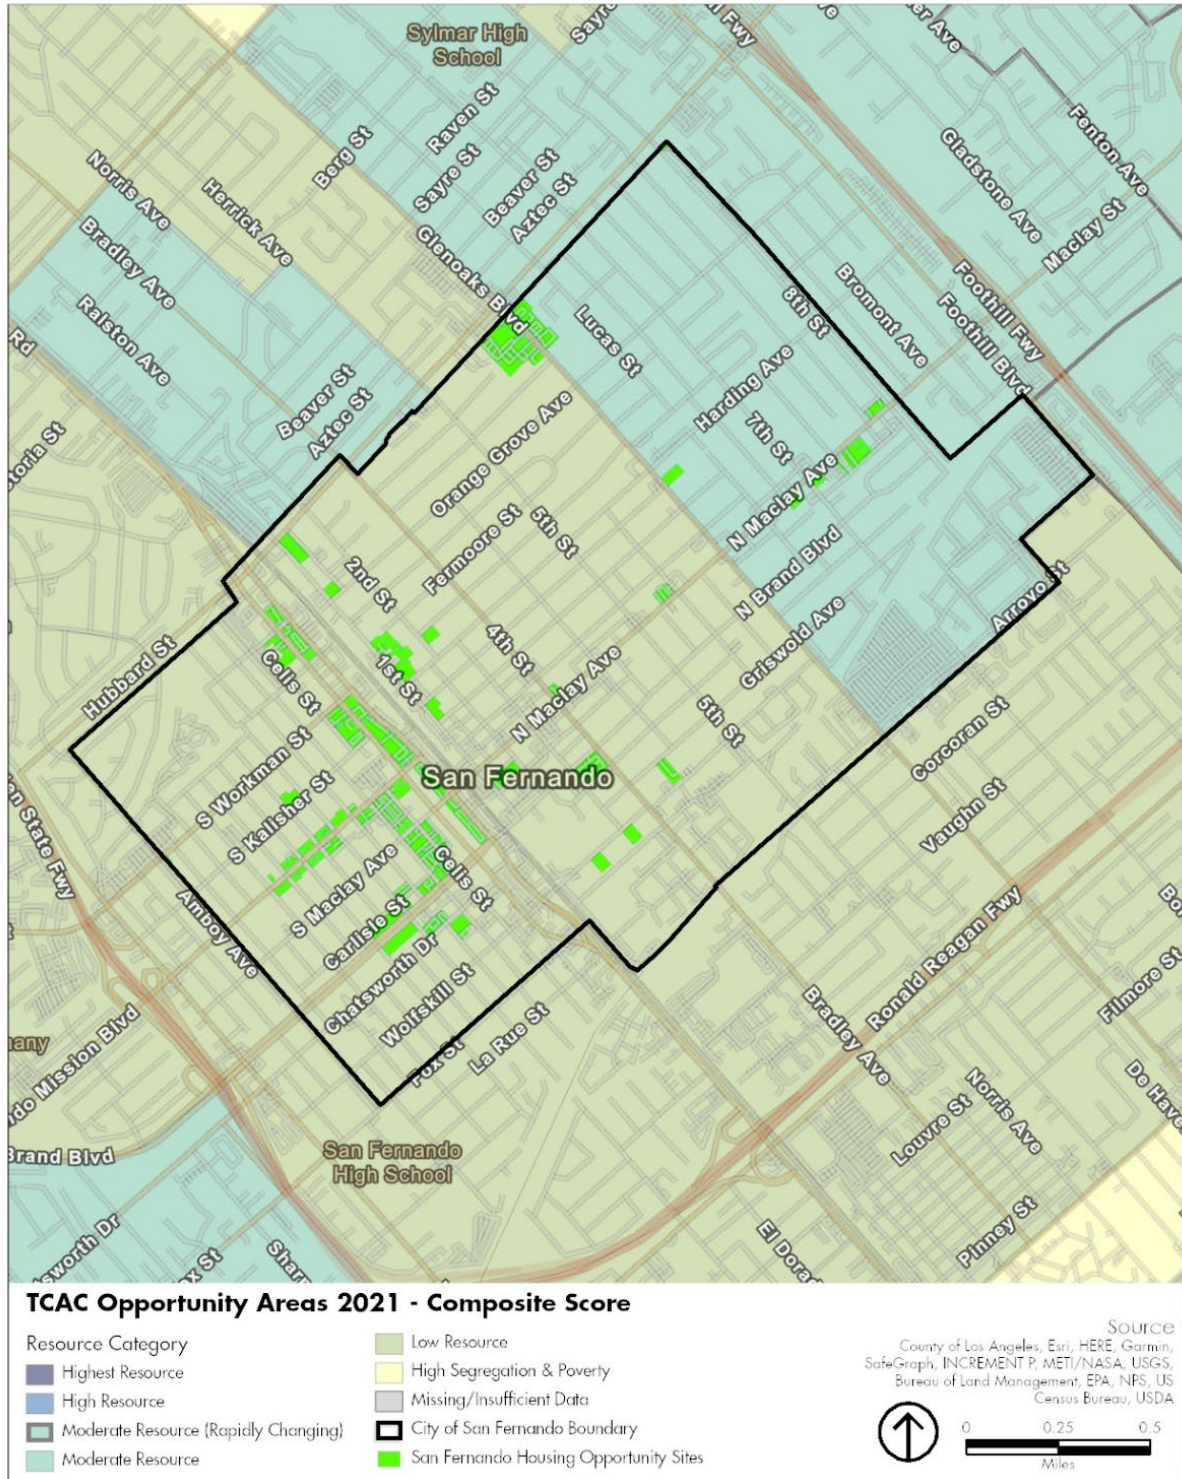 Sylmar High
School
Fenton Ave
Gladstone Ave
Maclay St
Raven St
Sayre St
Beaver St
Aztec St
Berg St
Norris Ave
Herrick Ave
Bradley Ave
Ralston Ave
Rd
Glenoaks Blvd
Lucas St
8th St
Bromont Ave
Foothill Fwy
Foothill Blvd
Harding Ave
7th St
Beaver St
Aztec St
Orange Grove Ave
N Maclay Ave
5th St
Fermoore St
2nd St
N Brand Blvd
Arroyo St
Griswold Ave
4th St
1st St
Hubbard St
Celis St
N Maclay Ave
5th St
Corcoran St
San Fernando
S Workman St
S Kalisher St
Vaughn St
S Maclay Ave
Celis St
Carlisle St
Amboy Ave
Chatsworth Dr
Wolfskill St
Fox St
La Rue St
Bradley Ave
Ronald Reagan Fwy
Filmore St
Norris Ave
Louvre St
Pinney St
Brand Blvd
San Fernando
High School
TCAC Opportunity Areas 2021 - Composite Score
Resource Category
Highest Resource
High Resource
Moderate Resource (Rapidly Changing)
Moderate Resource
Low Resource
High Segregation & Poverty
Missing/Insufficient Data
City of San Fernando Boundary
San Fernando Housing Opportunity Sites
Source
County of Los Angeles, Esri, HERE, Garmin,
SafeGraph, INCREMENT P, METI/NASA, USGS,
Bureau of Land Management, EPA, NPS, US
Census Bureau, USDA
0 0.25 0.5
Miles